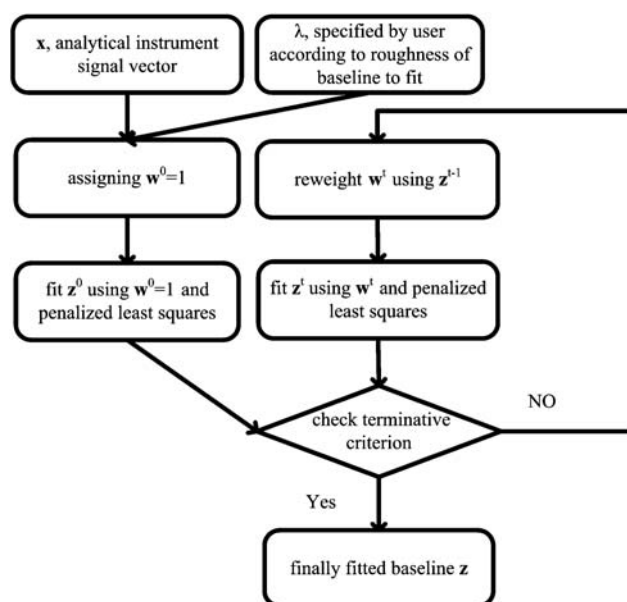 x, analytical instrument
signal vector
λ, specified by user
according to roughness of
baseline to fit
assigning w⁰=1
reweight wᵗ using zᵗ⁻¹
fit z⁰ using w⁰=1 and
penalized least squares
fit zᵗ using wᵗ and penalized
least squares
check terminative
criterion
NO
Yes
finally fitted baseline z